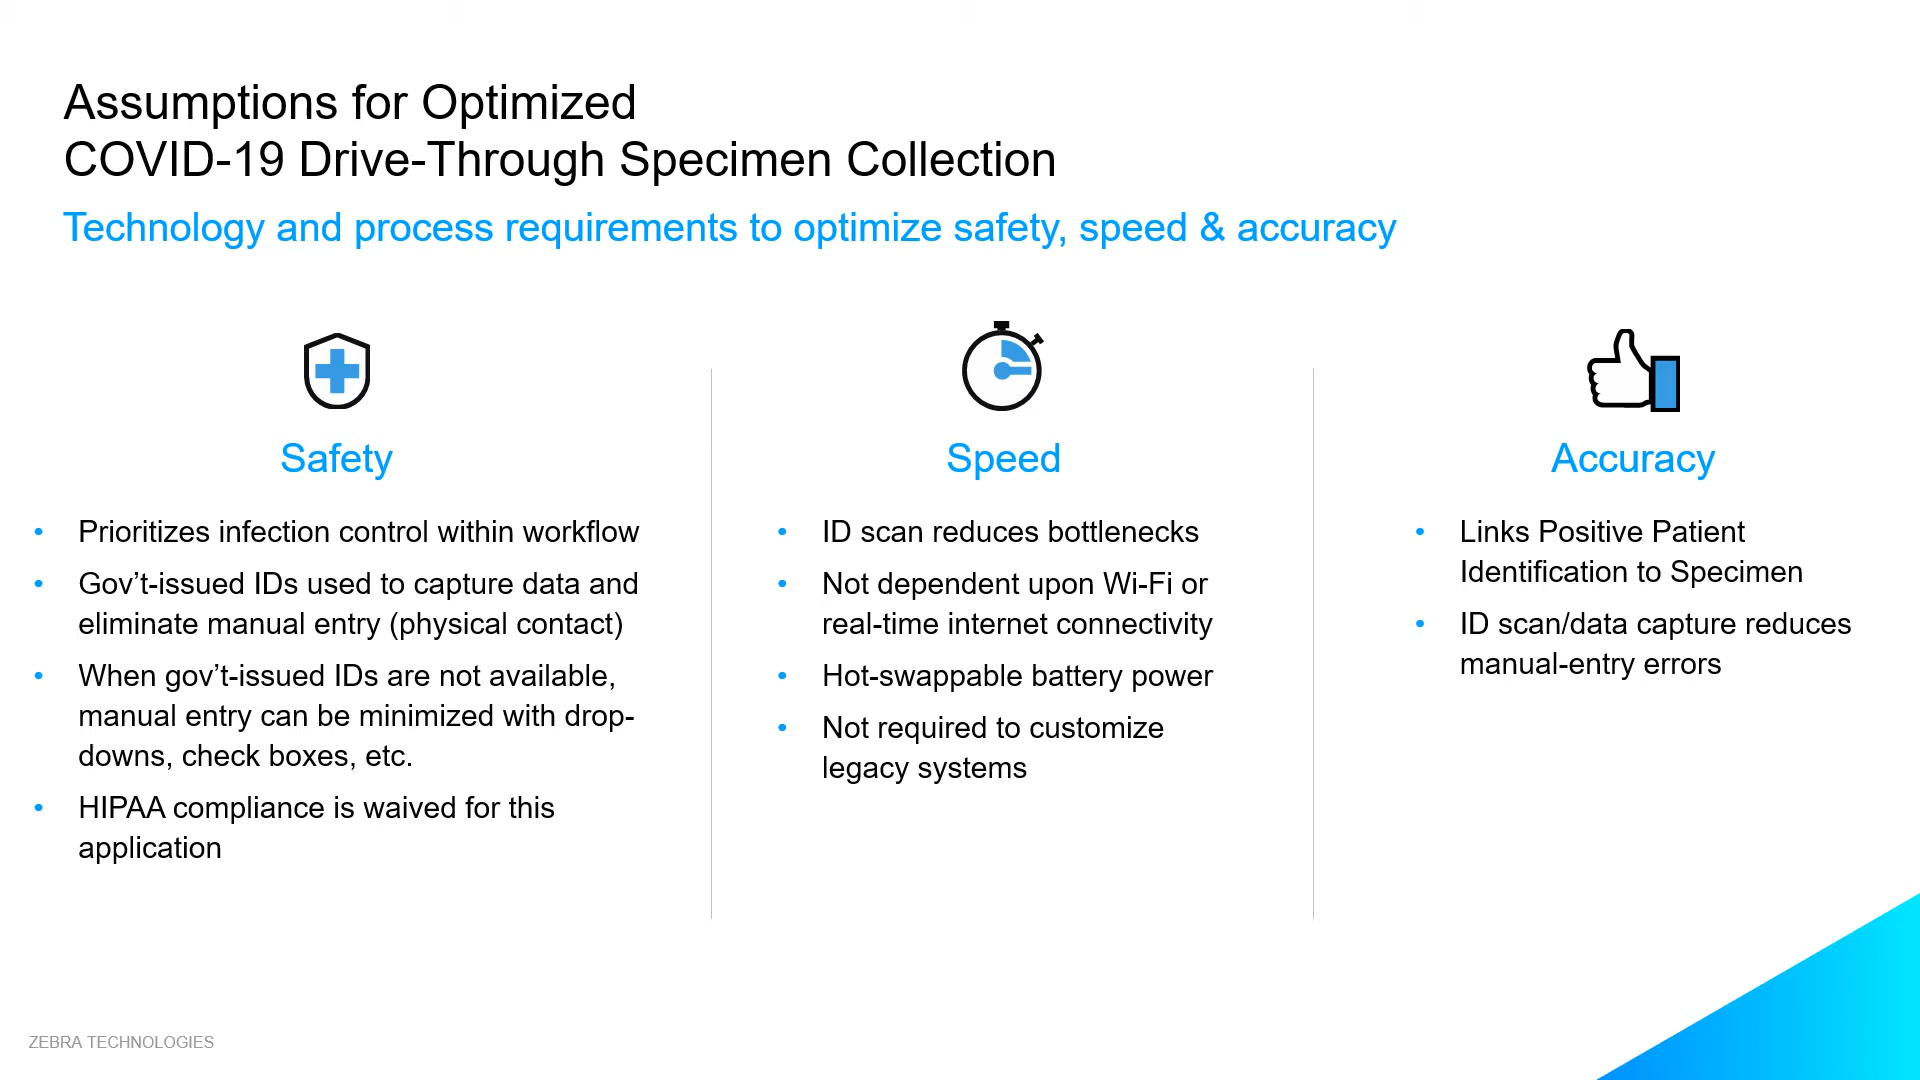 Assumptions for Optimized
COVID-19 Drive-Through Specimen Collection
Technology and process requirements to optimize safety, speed & accuracy
Safety
• Prioritizes infection control within workflow
• Gov’t-issued IDs used to capture data and
eliminate manual entry (physical contact)
• When gov’t-issued IDs are not available,
manual entry can be minimized with drop-
downs, check boxes, etc.
• HIPAA compliance is waived for this
application
Speed
• ID scan reduces bottlenecks
• Not dependent upon Wi-Fi or
real-time internet connectivity
• Hot-swappable battery power
• Not required to customize
legacy systems
Accuracy
• Links Positive Patient
Identification to Specimen
• ID scan/data capture reduces
manual-entry errors
ZEBRA TECHNOLOGIES